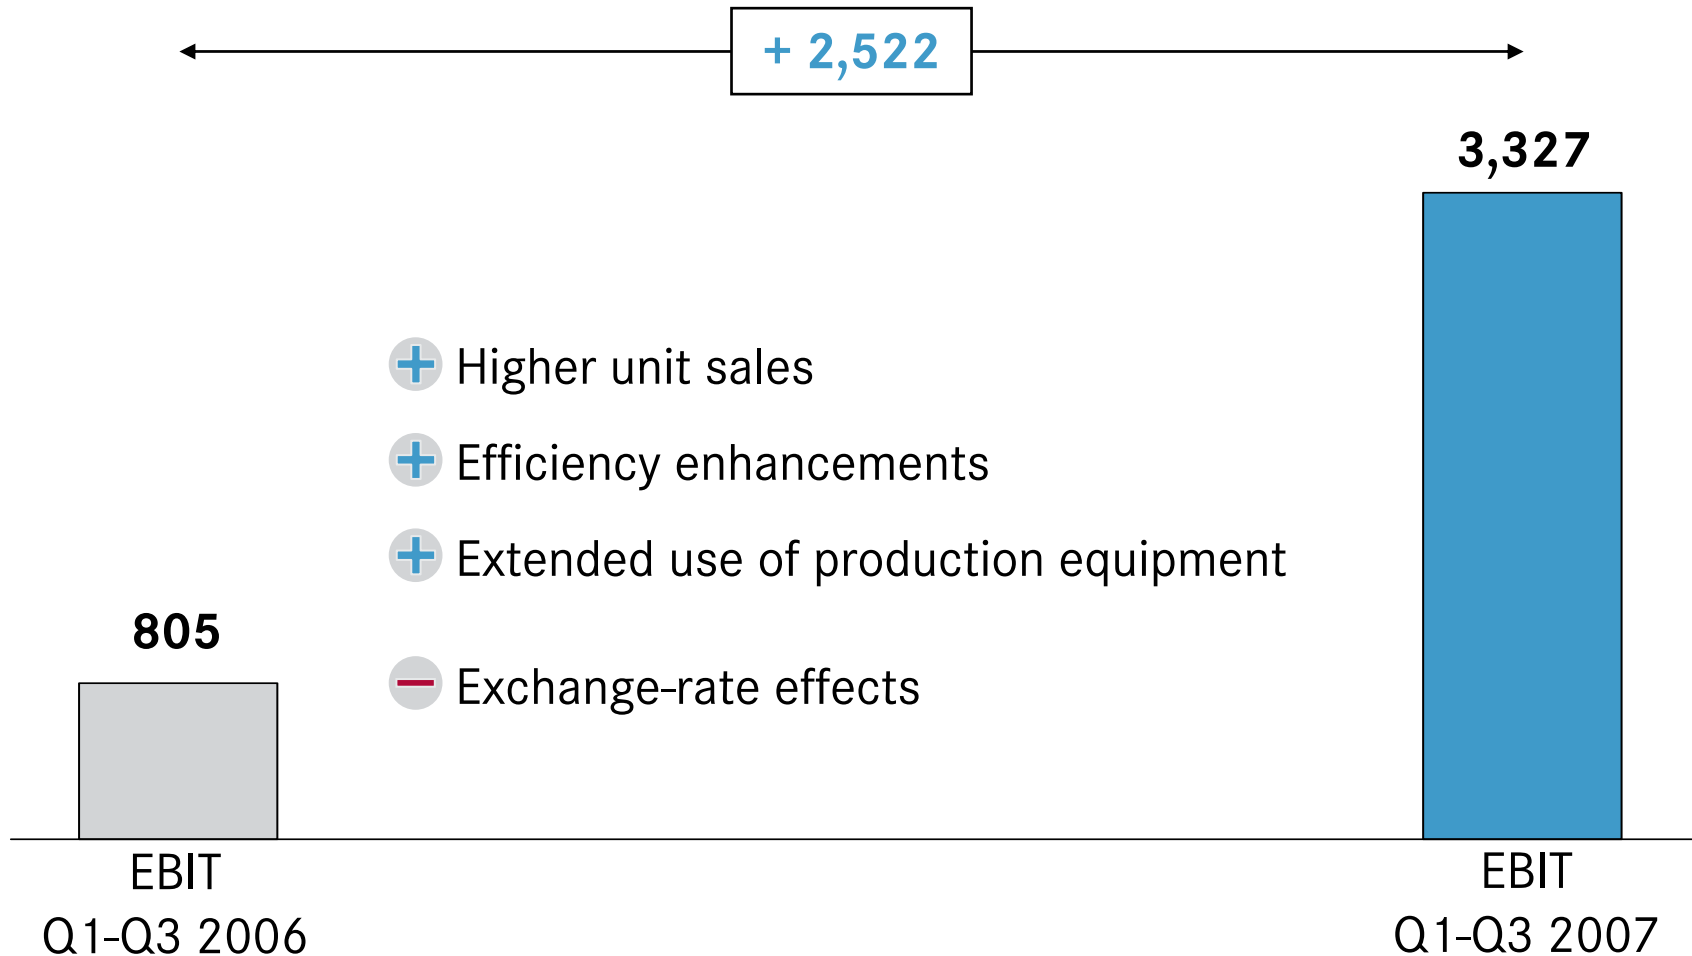 + 2,522
3,327
+ Higher unit sales
+ Efficiency enhancements
+ Extended use of production equipment
805
– Exchange-rate effects
EBIT
Q1-Q3 2006
EBIT
Q1-Q3 2007